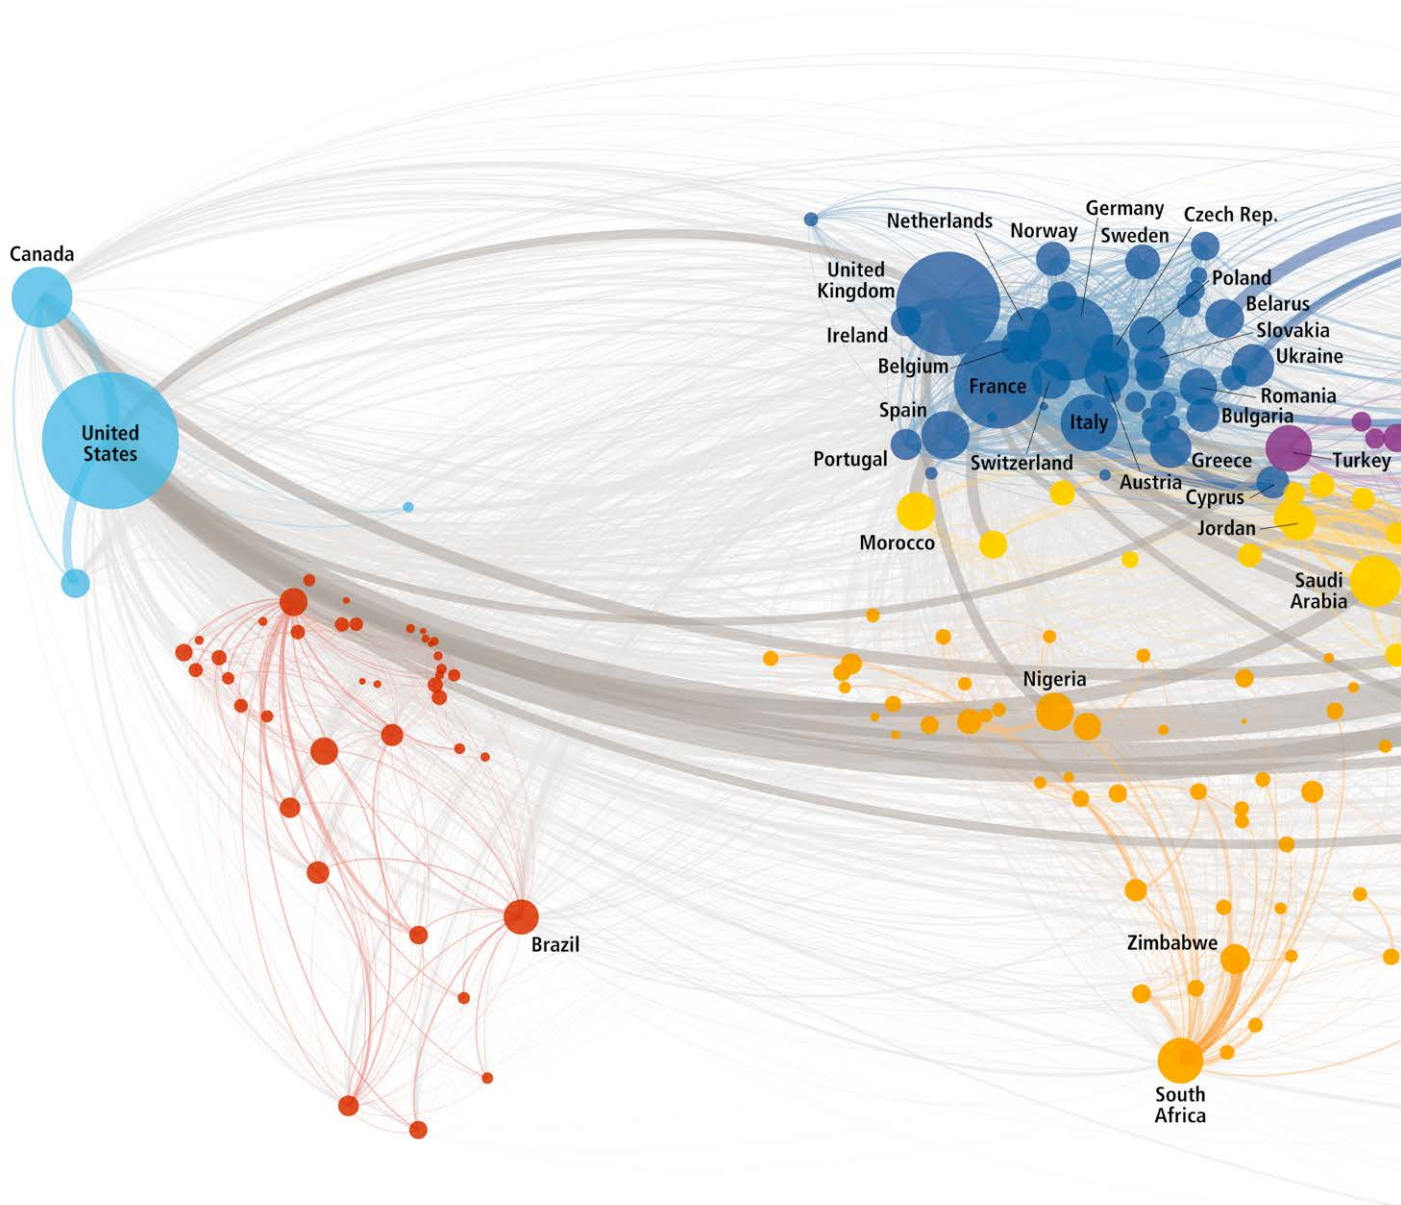 Canada
United
States
Brazil
Netherlands
Norway
Germany
Sweden
Czech Rep.
United
Kingdom
Ireland
Belgium
France
Spain
Portugal
Switzerland
Italy
Austria
Poland
Belarus
Slovakia
Ukraine
Romania
Bulgaria
Greece
Turkey
Cyprus
Jordan
Morocco
Saudi
Arabia
Nigeria
Zimbabwe
South
Africa